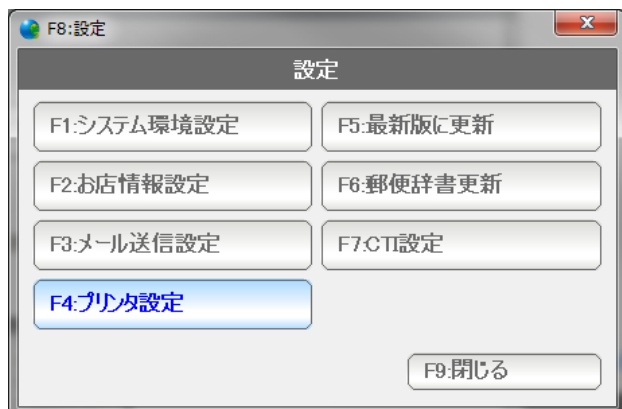 F8:設定
設定
F1:システム環境設定
F5:最新版に更新
F2:お店情報設定
F6:郵便辞書更新
F3:メール送信設定
F7:CTI設定
F4:プリンタ設定
F9:閉じる